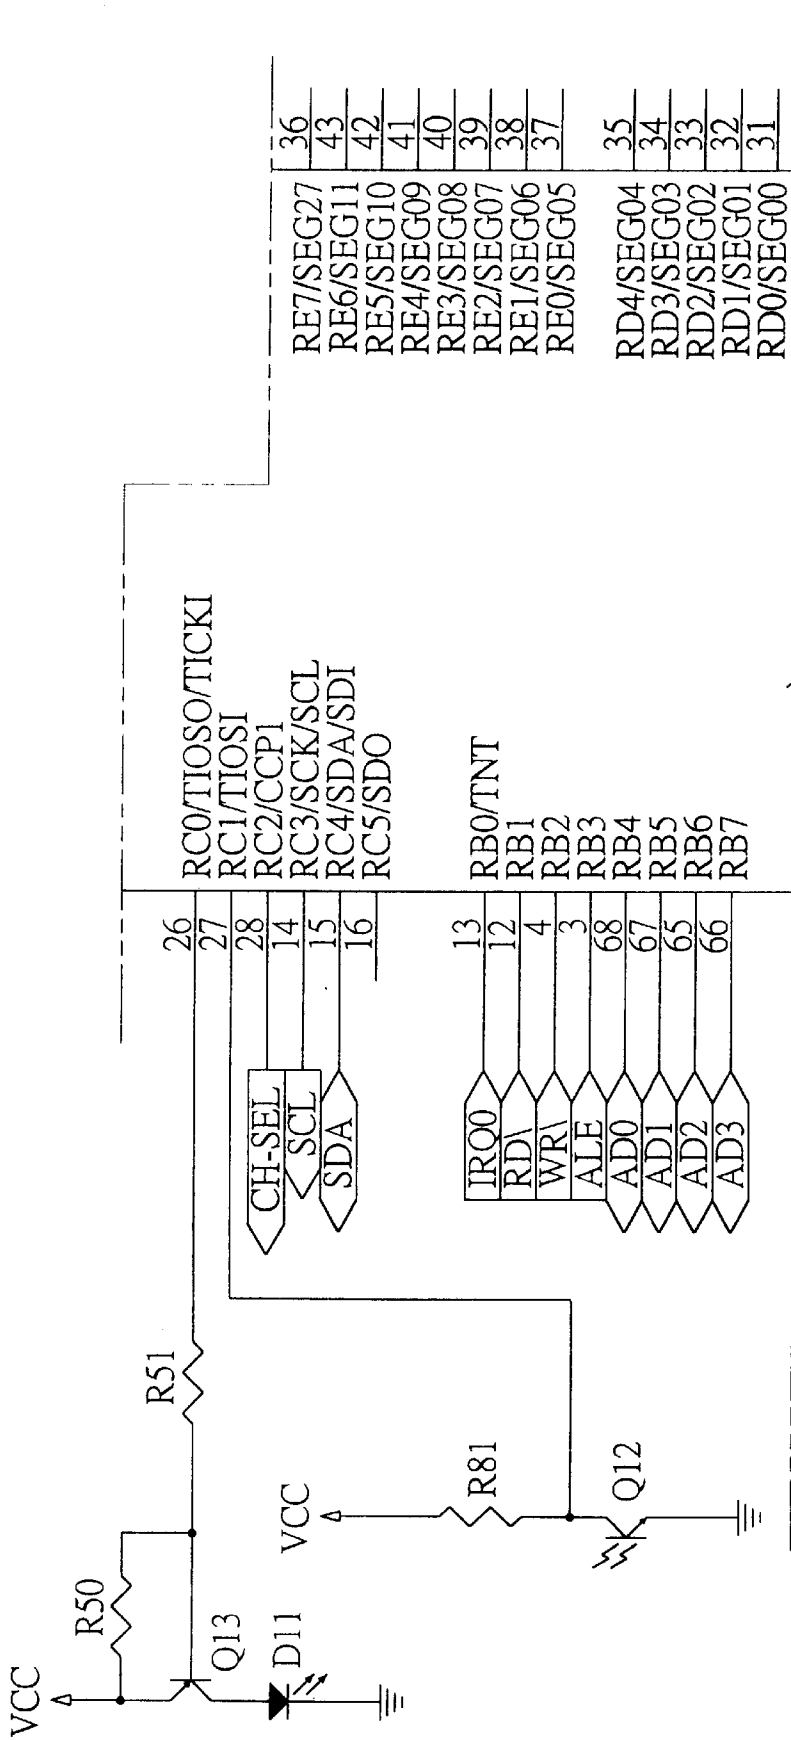 VCC
R50
Q13
D11
R51
VCC
R81
Q12
26
27
28
14
15
16
RC0/TIOSO/TICKI
RC1/TIOSI
RC2/CCP1
RC3/SCK/SCL
RC4/SDA/SDI
RC5/SDO
CH-SEL
SCL
SDA
13
12
4
3
68
67
65
66
RB0/TNT
RB1
RB2
RB3
RB4
RB5
RB6
RB7
IRQ0
RD\
WR\
ALE
AD0
AD1
AD2
AD3
RE7/SEG27
RE6/SEG11
RE5/SEG10
RE4/SEG09
RE3/SEG08
RE2/SEG07
RE1/SEG06
RE0/SEG05
36
43
42
41
40
39
38
37
RD4/SEG04
RD3/SEG03
RD2/SEG02
RD1/SEG01
RD0/SEG00
35
34
33
32
31